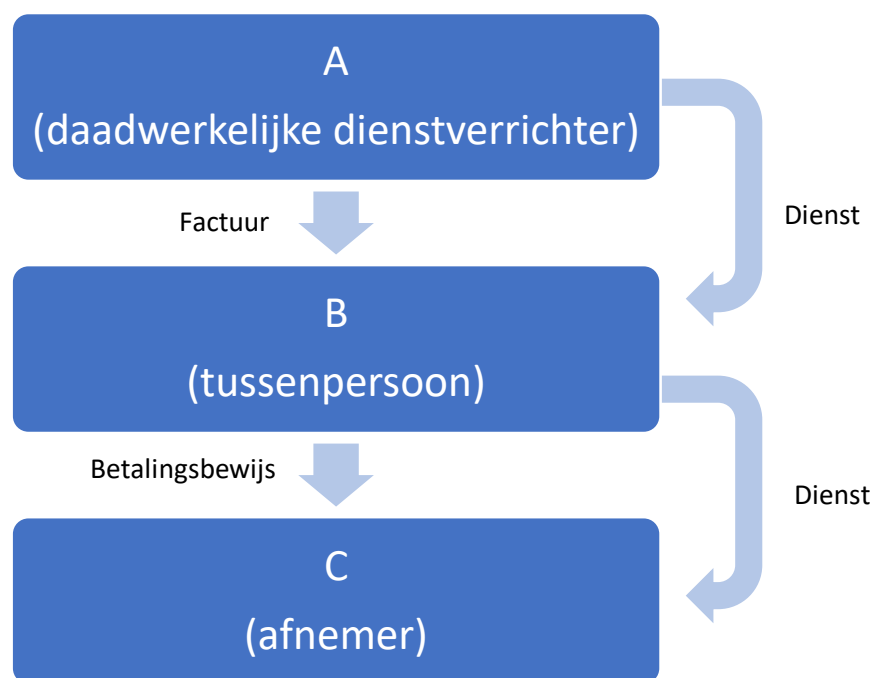 A
(daadwerkelijke dienstverrichter)
Factuur
Dienst
B
(tussenpersoon)
Betalingsbewijs
Dienst
C
(afnemer)